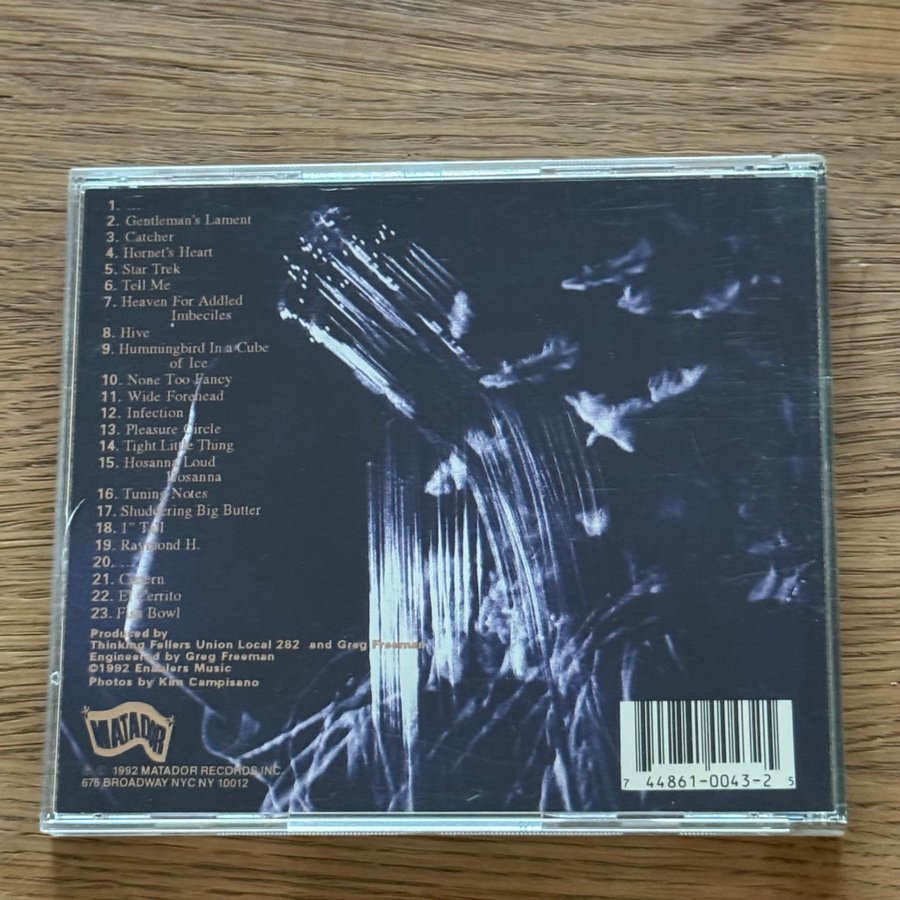 1. ...
2. Gentleman's Lament
3. Catcher
4. Hornet's Heart
5. Star Trek
6. Tell Me
7. Heaven For Addled
Imbeciles
8. Hive
9. Hummingbird In a Cube
of Ice
10. None Too Fancy
11. Wide Forehead
12. Infection
13. Pleasure Circle
14. Tight Little Thing
15. Hosanna Loud
Hosanna
16. Tuning Notes
17. Shuddering Big Butter
18. 1" Tall
19. Raymond H.
20. ...
21. Cistern
22. El Cerrito
23. Fish Bowl
Produced by
Thinking Fellers Union Local 282 and Greg Freeman
Engineered by Greg Freeman
©1992 Enablers Music
Photos by Kim Campisano
MATADOR
℗ © 1992 MATADOR RECORDS INC.
676 BROADWAY NYC NY 10012
7 44861-0043-2 5